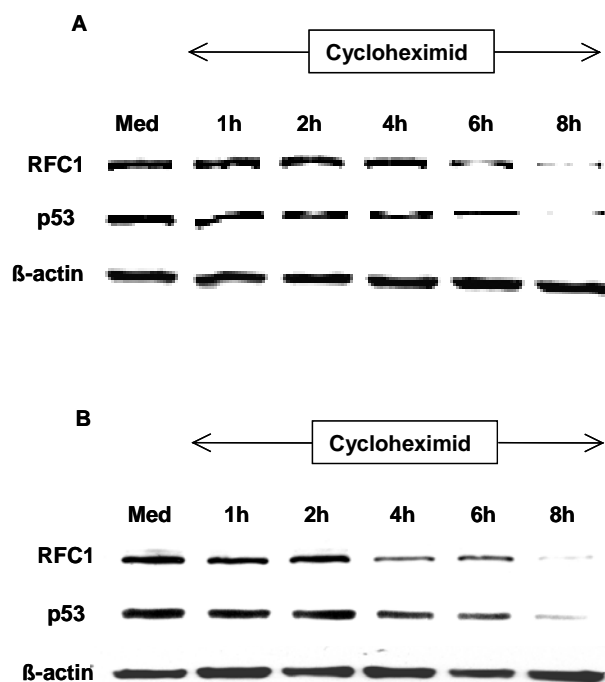 A
Cycloheximid
Med 1h 2h 4h 6h 8h
RFC1
p53
ß-actin
B
Cycloheximid
Med 1h 2h 4h 6h 8h
RFC1
p53
ß-actin